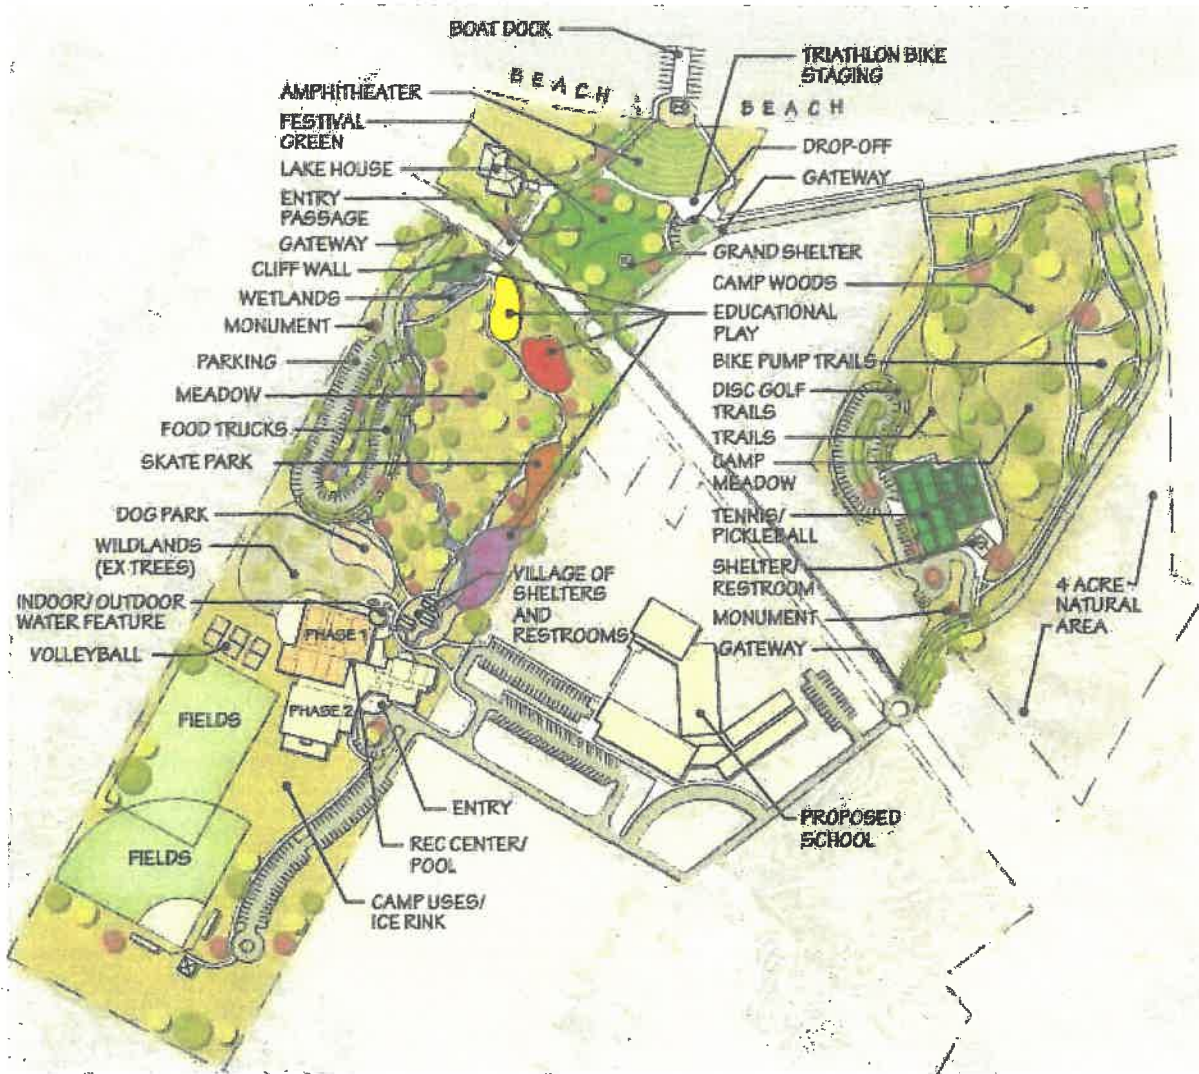 BOAT DOCK
BEACH
TRIATHLON BIKE
STAGING
AMPHITHEATER
BEACH
FESTIVAL
GREEN
DROP-OFF
LAKE HOUSE
GATEWAY
ENTRY
PASSAGE
GATEWAY
GRAND SHELTER
CLIFF WALL
CAMP WOODS
WETLANDS
EDUCATIONAL
PLAY
MONUMENT
PARKING
BIKE PUMP TRAILS
MEADOW
DISC GOLF
TRAILS
FOOD TRUCKS
TRAILS
SKATE PARK
CAMP
MEADOW
DOG PARK
TENNIS/
PICKLEBALL
WILDLANDS
(EX TREES)
SHELTER/
RESTROOM
VILLAGE OF
SHELTERS
AND
RESTROOMS
4 ACRE
NATURAL
AREA
INDOOR/OUTDOOR
WATER FEATURE
MONUMENT
PHASE 1
VOLLEYBALL
GATEWAY
PHASE 2
FIELDS
ENTRY
PROPOSED
SCHOOL
REC CENTER/
POOL
FIELDS
CAMP USES/
ICE RINK